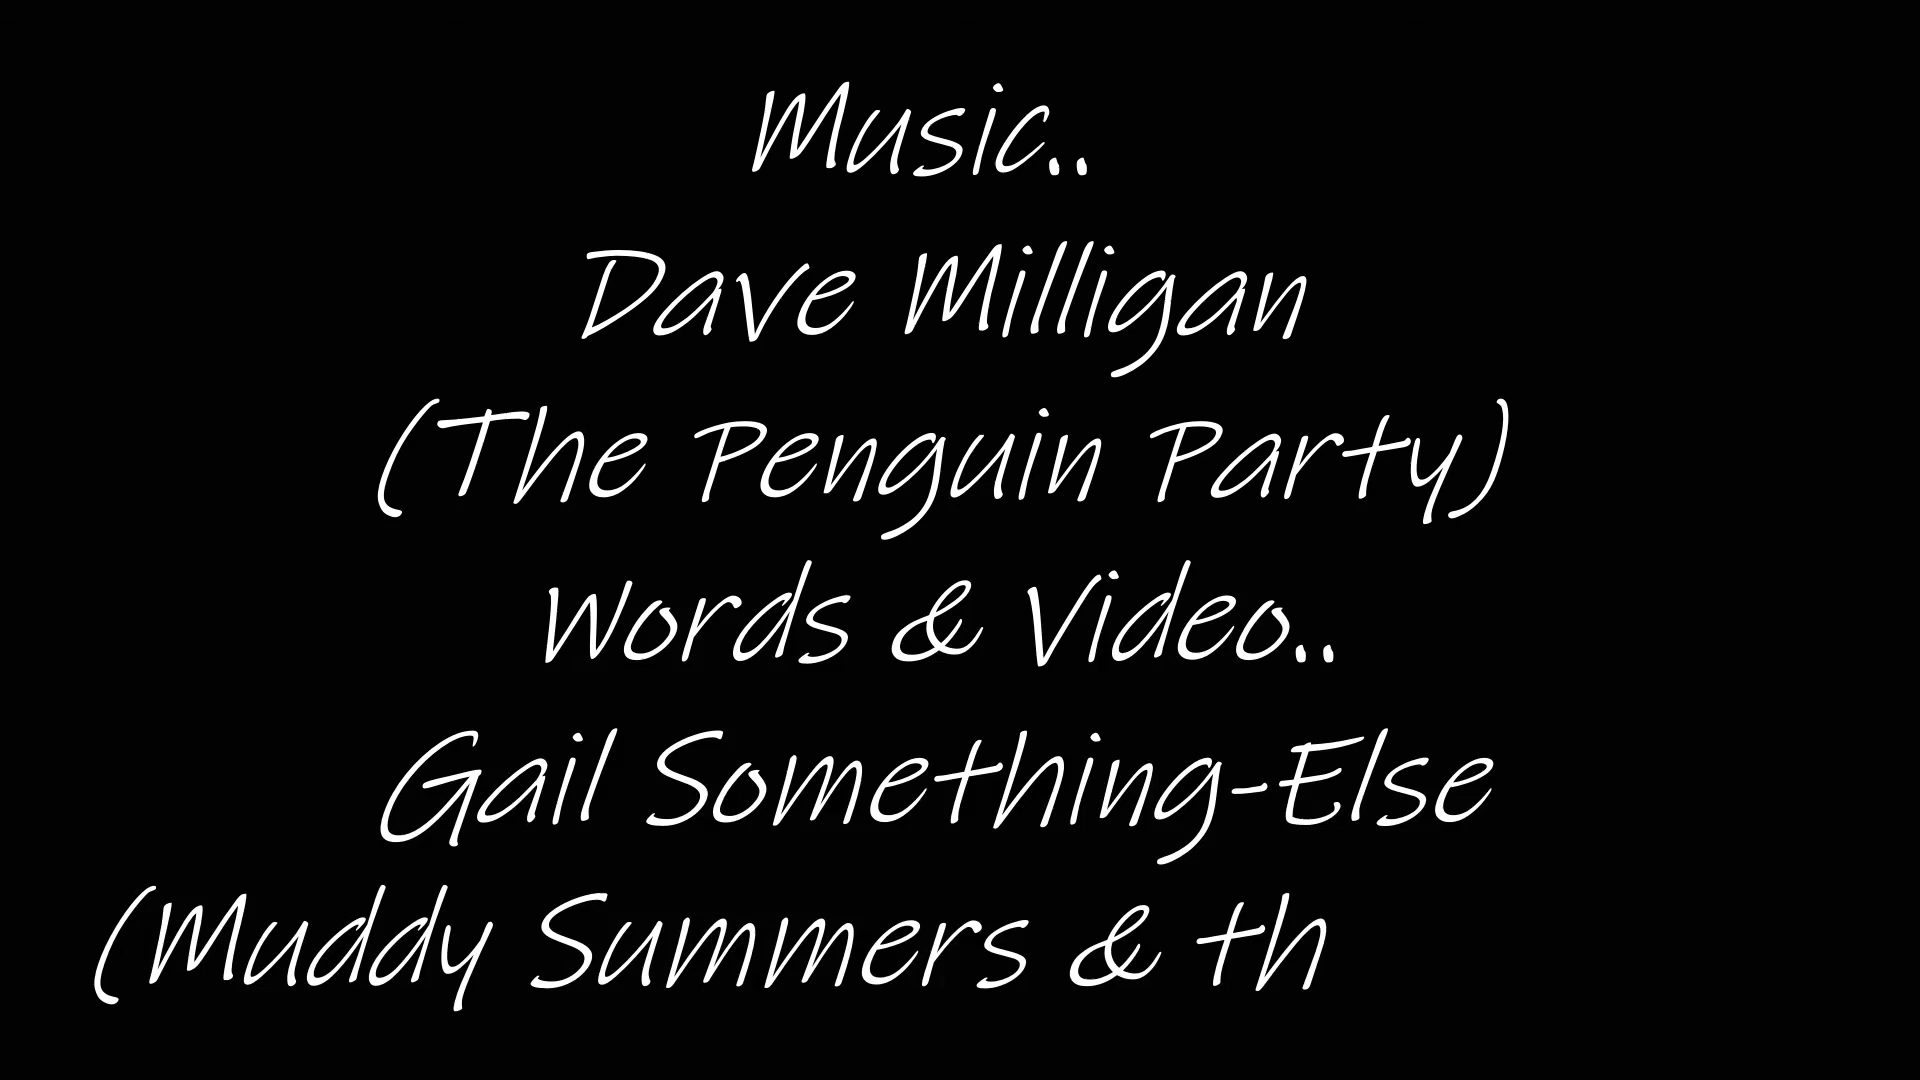 Music..
Dave Milligan
(The Penguin Party)
Words & Video..
Gail Something-Else
(Muddy Summers & th